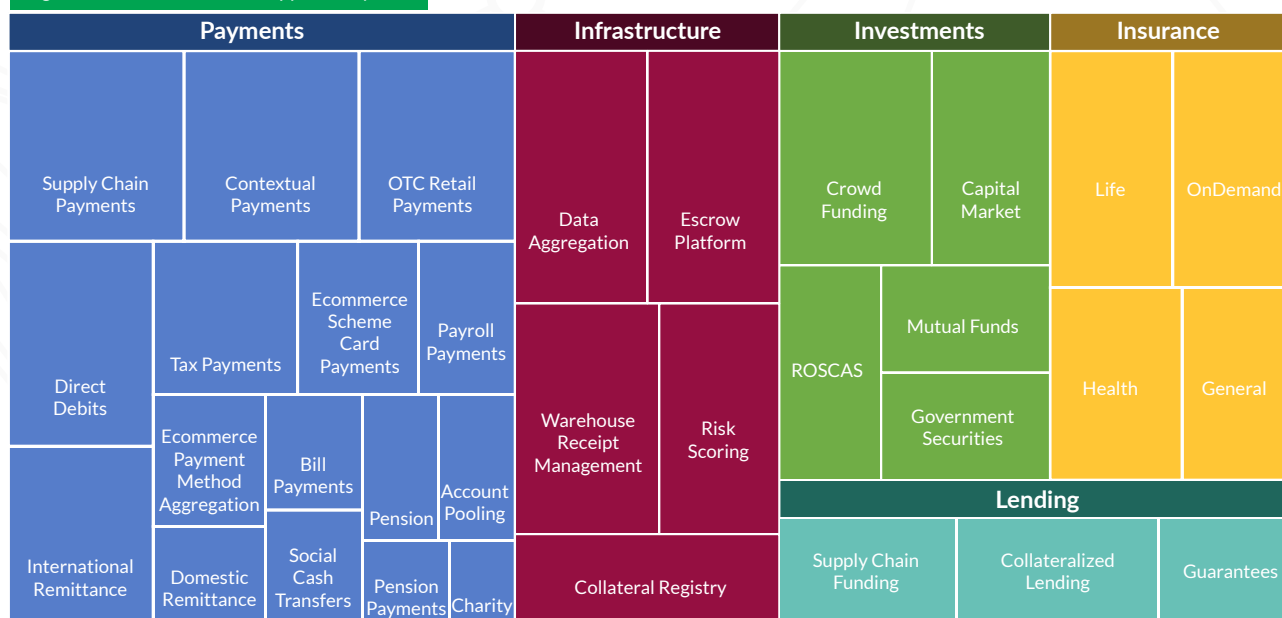 Payments
Infrastructure
Investments
Insurance
Supply Chain
Payments
Contextual
Payments
OTC Retail
Payments
Direct
Debits
Tax Payments
Ecommerce
Scheme
Card
Payments
Payroll
Payments
International
Remittance
Ecommerce
Payment
Method
Aggregation
Bill
Payments
Pension
Account
Pooling
Domestic
Remittance
Social
Cash
Transfers
Pension
Payments
Charity
Data
Aggregation
Escrow
Platform
Warehouse
Receipt
Management
Risk
Scoring
Collateral Registry
Crowd
Funding
Capital
Market
ROSCAS
Mutual Funds
Government
Securities
Life
OnDemand
Health
General
Lending
Supply Chain
Funding
Collateralized
Lending
Guarantees